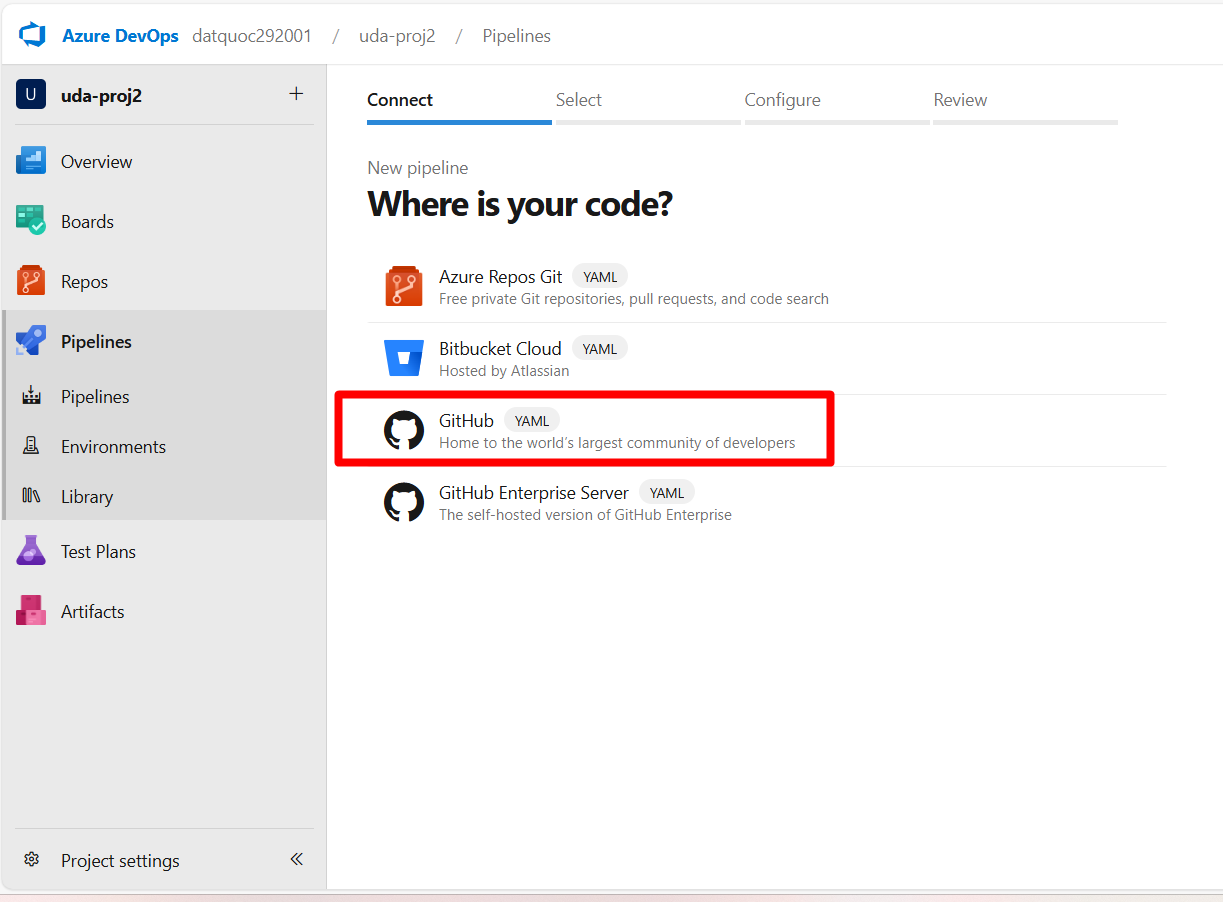 Azure DevOps datquoc292001 / uda-proj2 / Pipelines
U uda-proj2 +
Overview
Boards
Repos
Pipelines
Pipelines
Environments
Library
Test Plans
Artifacts
Project settings
Connect Select Configure Review
New pipeline
Where is your code?
Azure Repos Git YAML
Free private Git repositories, pull requests, and code search
Bitbucket Cloud YAML
Hosted by Atlassian
GitHub YAML
Home to the world’s largest community of developers
GitHub Enterprise Server YAML
The self-hosted version of GitHub Enterprise